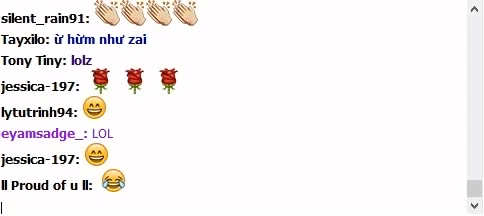 silent_rain91: 👏👏👏👏
Tayxilo: ừ hừm như zai
Tony Tiny: lolz
jessica-197: 🌹 🌹 🌹
lytutrinh94: 😄
eyamsadge_: LOL
jessica-197: 😄
ll Proud of u ll: 😂